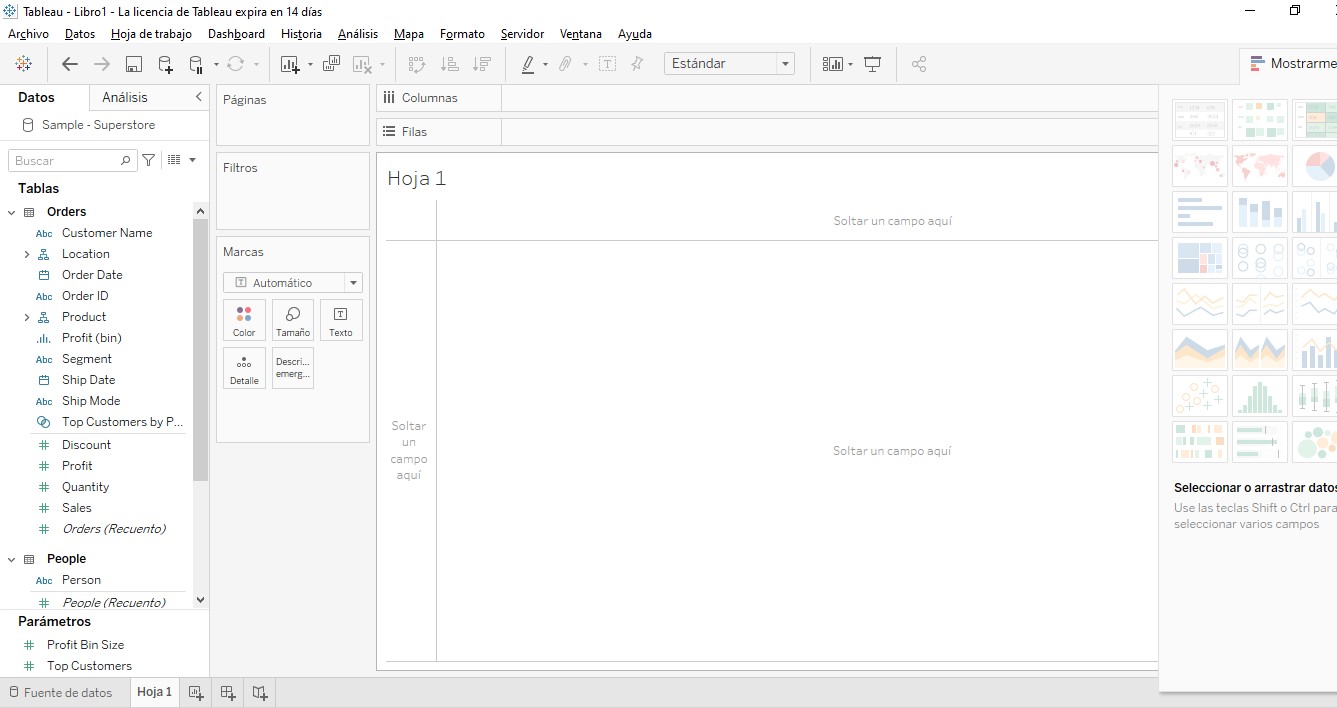 Tableau - Libro1 - La licencia de Tableau expira en 14 días
Archivo Datos Hoja de trabajo Dashboard Historia Análisis Mapa Formato Servidor Ventana Ayuda
Estándar
Mostrarme
Datos Análisis
Sample - Superstore
Buscar
Tablas
Orders
Abc Customer Name
Location
Order Date
Abc Order ID
Product
Profit (bin)
Abc Segment
Ship Date
Abc Ship Mode
Top Customers by P...
Discount
Profit
Quantity
Sales
Orders (Recuento)
People
Abc Person
People (Recuento)
Parámetros
Profit Bin Size
Top Customers
Páginas
Filtros
Marcas
Automático
Color Tamaño Texto
Detalle Descri...
emerg...
Columnas
Filas
Hoja 1
Soltar un campo aquí
Soltar
un
campo
aquí
Soltar un campo aquí
Seleccionar o arrastrar datos
Use las teclas Shift o Ctrl para
seleccionar varios campos
Fuente de datos Hoja 1